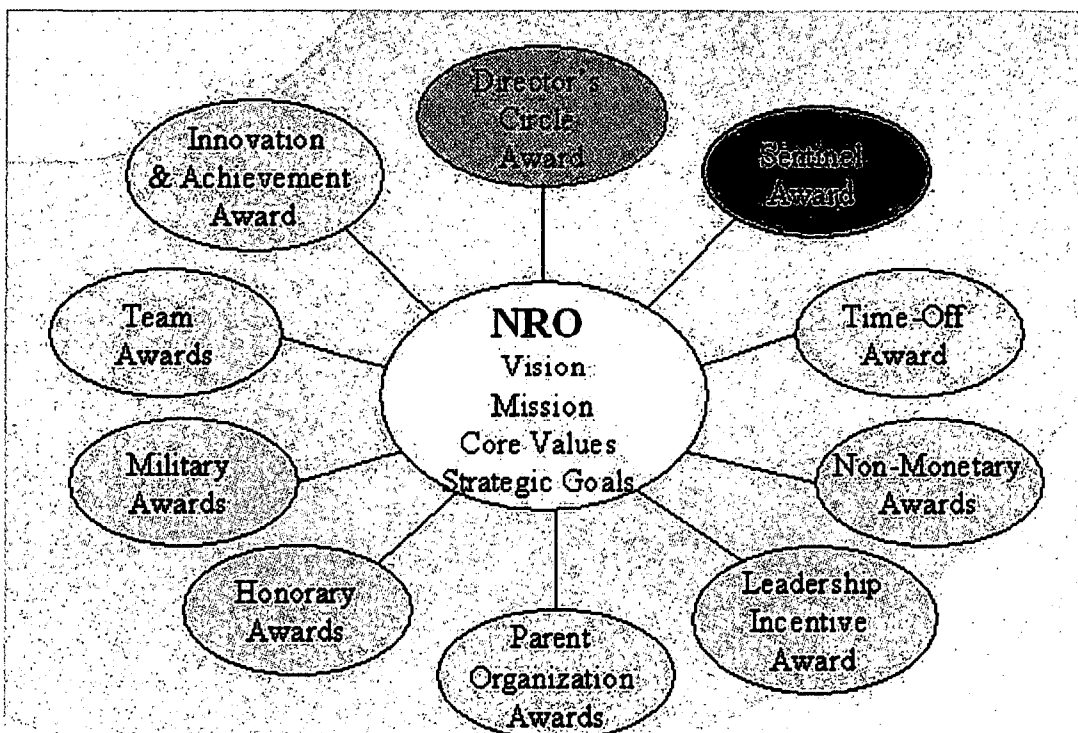 Director's
Circle
Award
Sentinel
Award
Innovation
& Achievement
Award
Team
Awards
NRO
Vision
Mission
Core Values
Strategic Goals
Time-Off
Award
Military
Awards
Non-Monetary
Awards
Honorary
Awards
Parent
Organization
Awards
Leadership
Incentive
Award